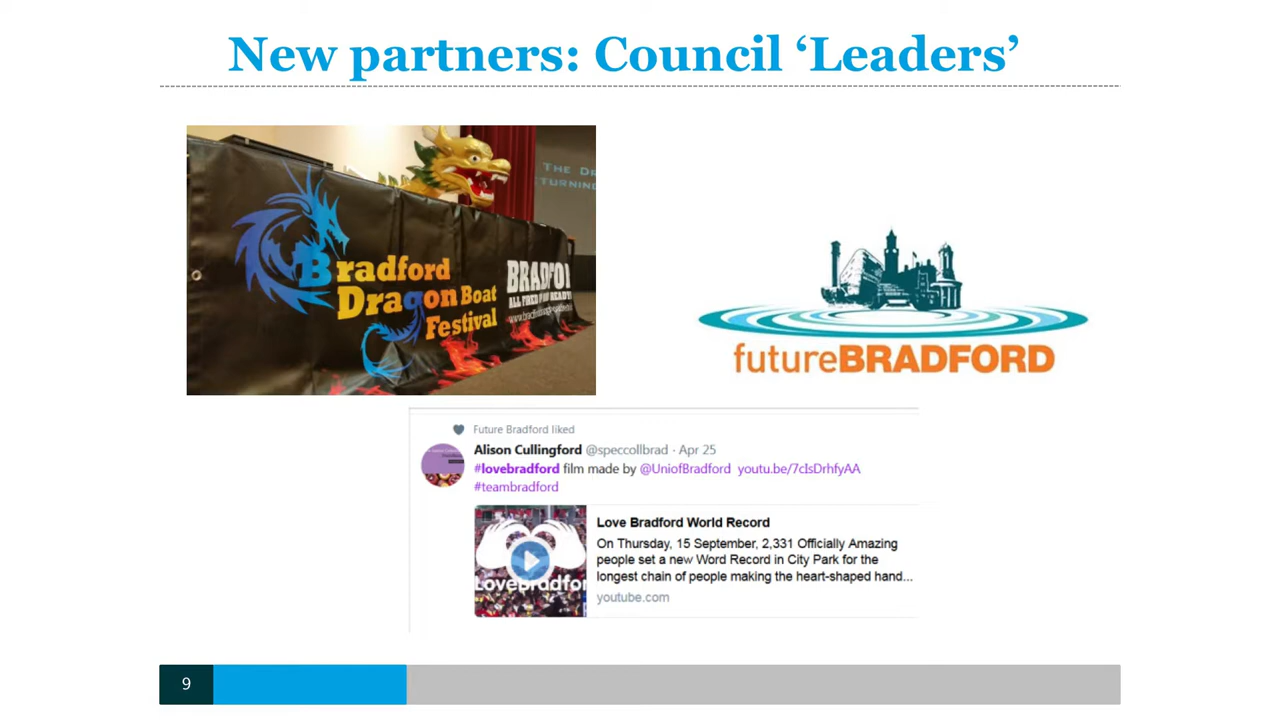 New partners: Council ‘Leaders’
THE
Bradford
Dragon Boat
Festival
ALL FIRED
futureBRADFORD
Future Bradford liked
Alison Cullingford @speccollbrad · Apr 25
#lovebradford film made by @UniofBradford youtu.be/7cIsDrhfyAA
#teambradford
Love Bradford World Record
On Thursday, 15 September, 2,331 Officially Amazing
people set a new Word Record in City Park for the
longest chain of people making the heart-shaped hand...
youtube.com
9